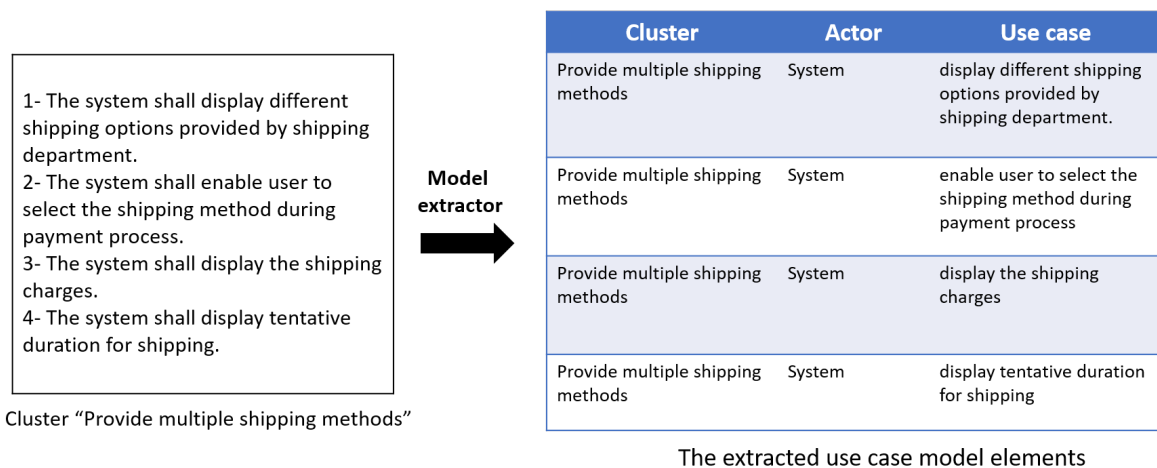 1- The system shall display different
shipping options provided by shipping
department.
2- The system shall enable user to
select the shipping method during
payment process.
3- The system shall display the shipping
charges.
4- The system shall display tentative
duration for shipping.
Cluster “Provide multiple shipping methods”
Model
extractor
Cluster Actor Use case
Provide multiple shipping System display different shipping
methods options provided by
shipping department.
Provide multiple shipping System enable user to select the
methods shipping method during
payment process
Provide multiple shipping System display the shipping
methods charges
Provide multiple shipping System display tentative duration
methods for shipping
The extracted use case model elements